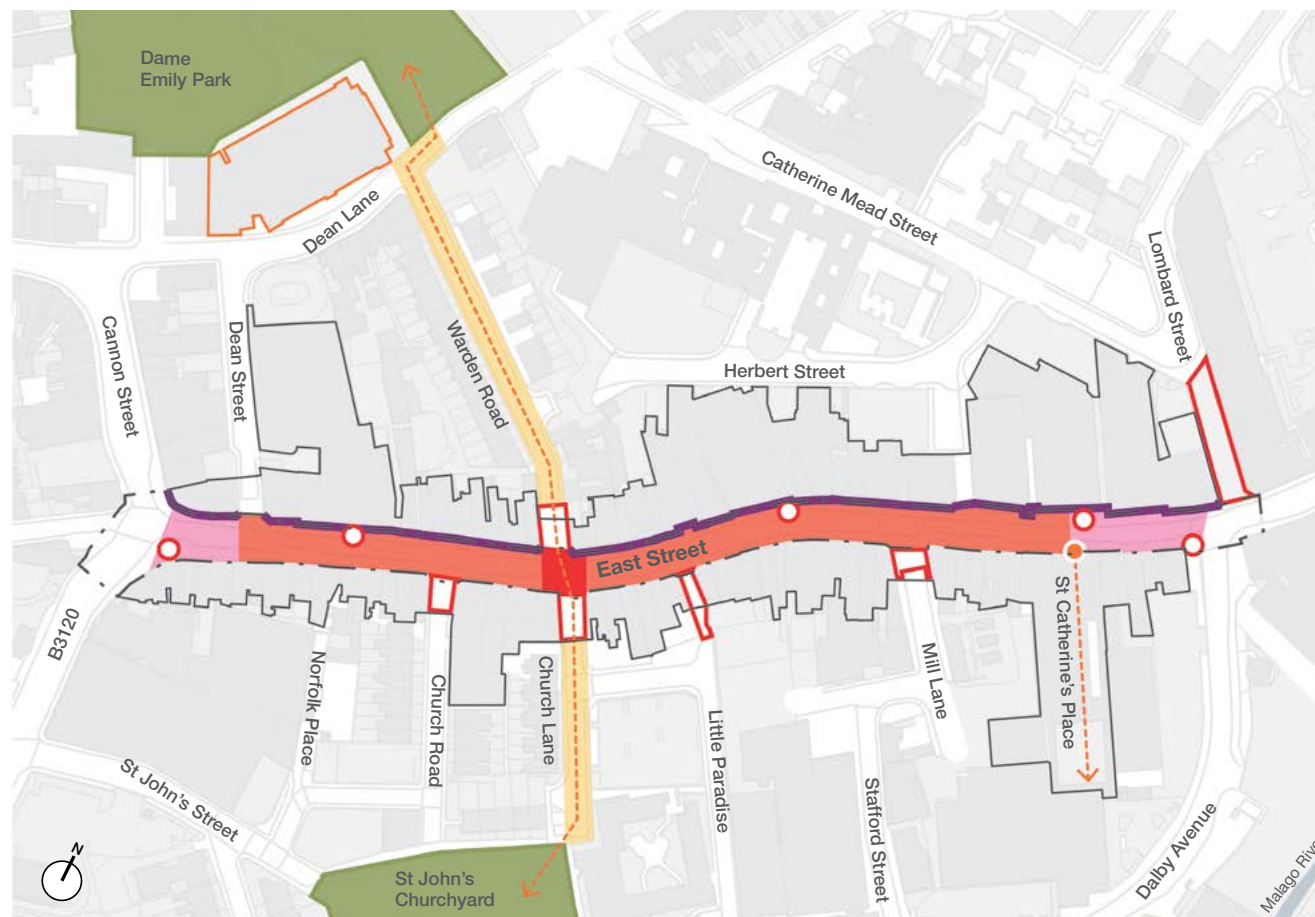 Dame
Emily Park
Dean Lane
Catherine Mead Street
Lombard Street
Cannon Street
Dean Street
Warden Road
Herbert Street
East Street
B3120
Norfolk Place
Church Road
Church Lane
Little Paradise
Mill Lane
St Catherine's Place
St John's Street
Stafford Street
Dalby Avenue
Malago Rive
N
St John's
Churchyard